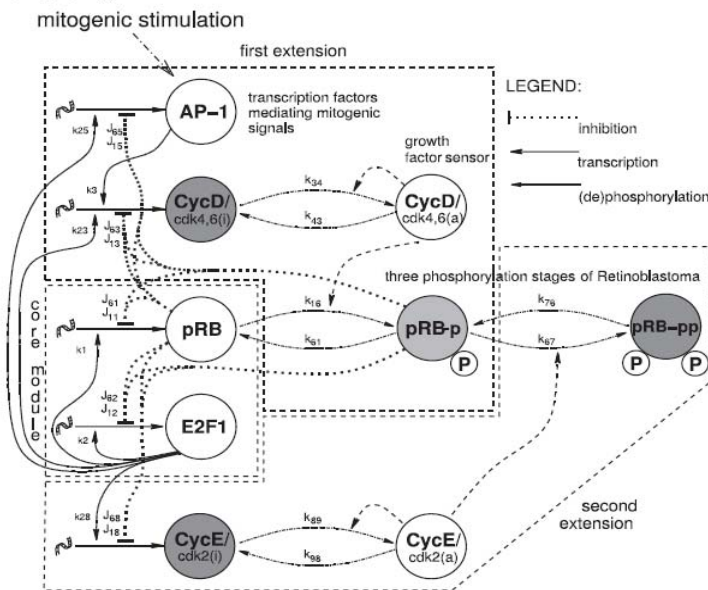 mitogenic stimulation
first extension
LEGEND:
inhibition
transcription
(de)phosphorylation
AP-1
transcription factors
mediating mitogenic
signals
k25
J65
J15
growth
factor sensor
k3
CycD/
cdk4,6(i)
k34
k43
CycD/
cdk4,6(a)
k23
J63
J13
three phosphorylation stages of Retinoblastoma
core module
J61
J11
pRB
k16
k61
pRB-p
P
k76
k67
pRB-pp
P
P
k1
J62
J12
E2F1
k2
k28
J68
J18
CycE/
cdk2(i)
k89
k98
CycE/
cdk2(a)
second
extension